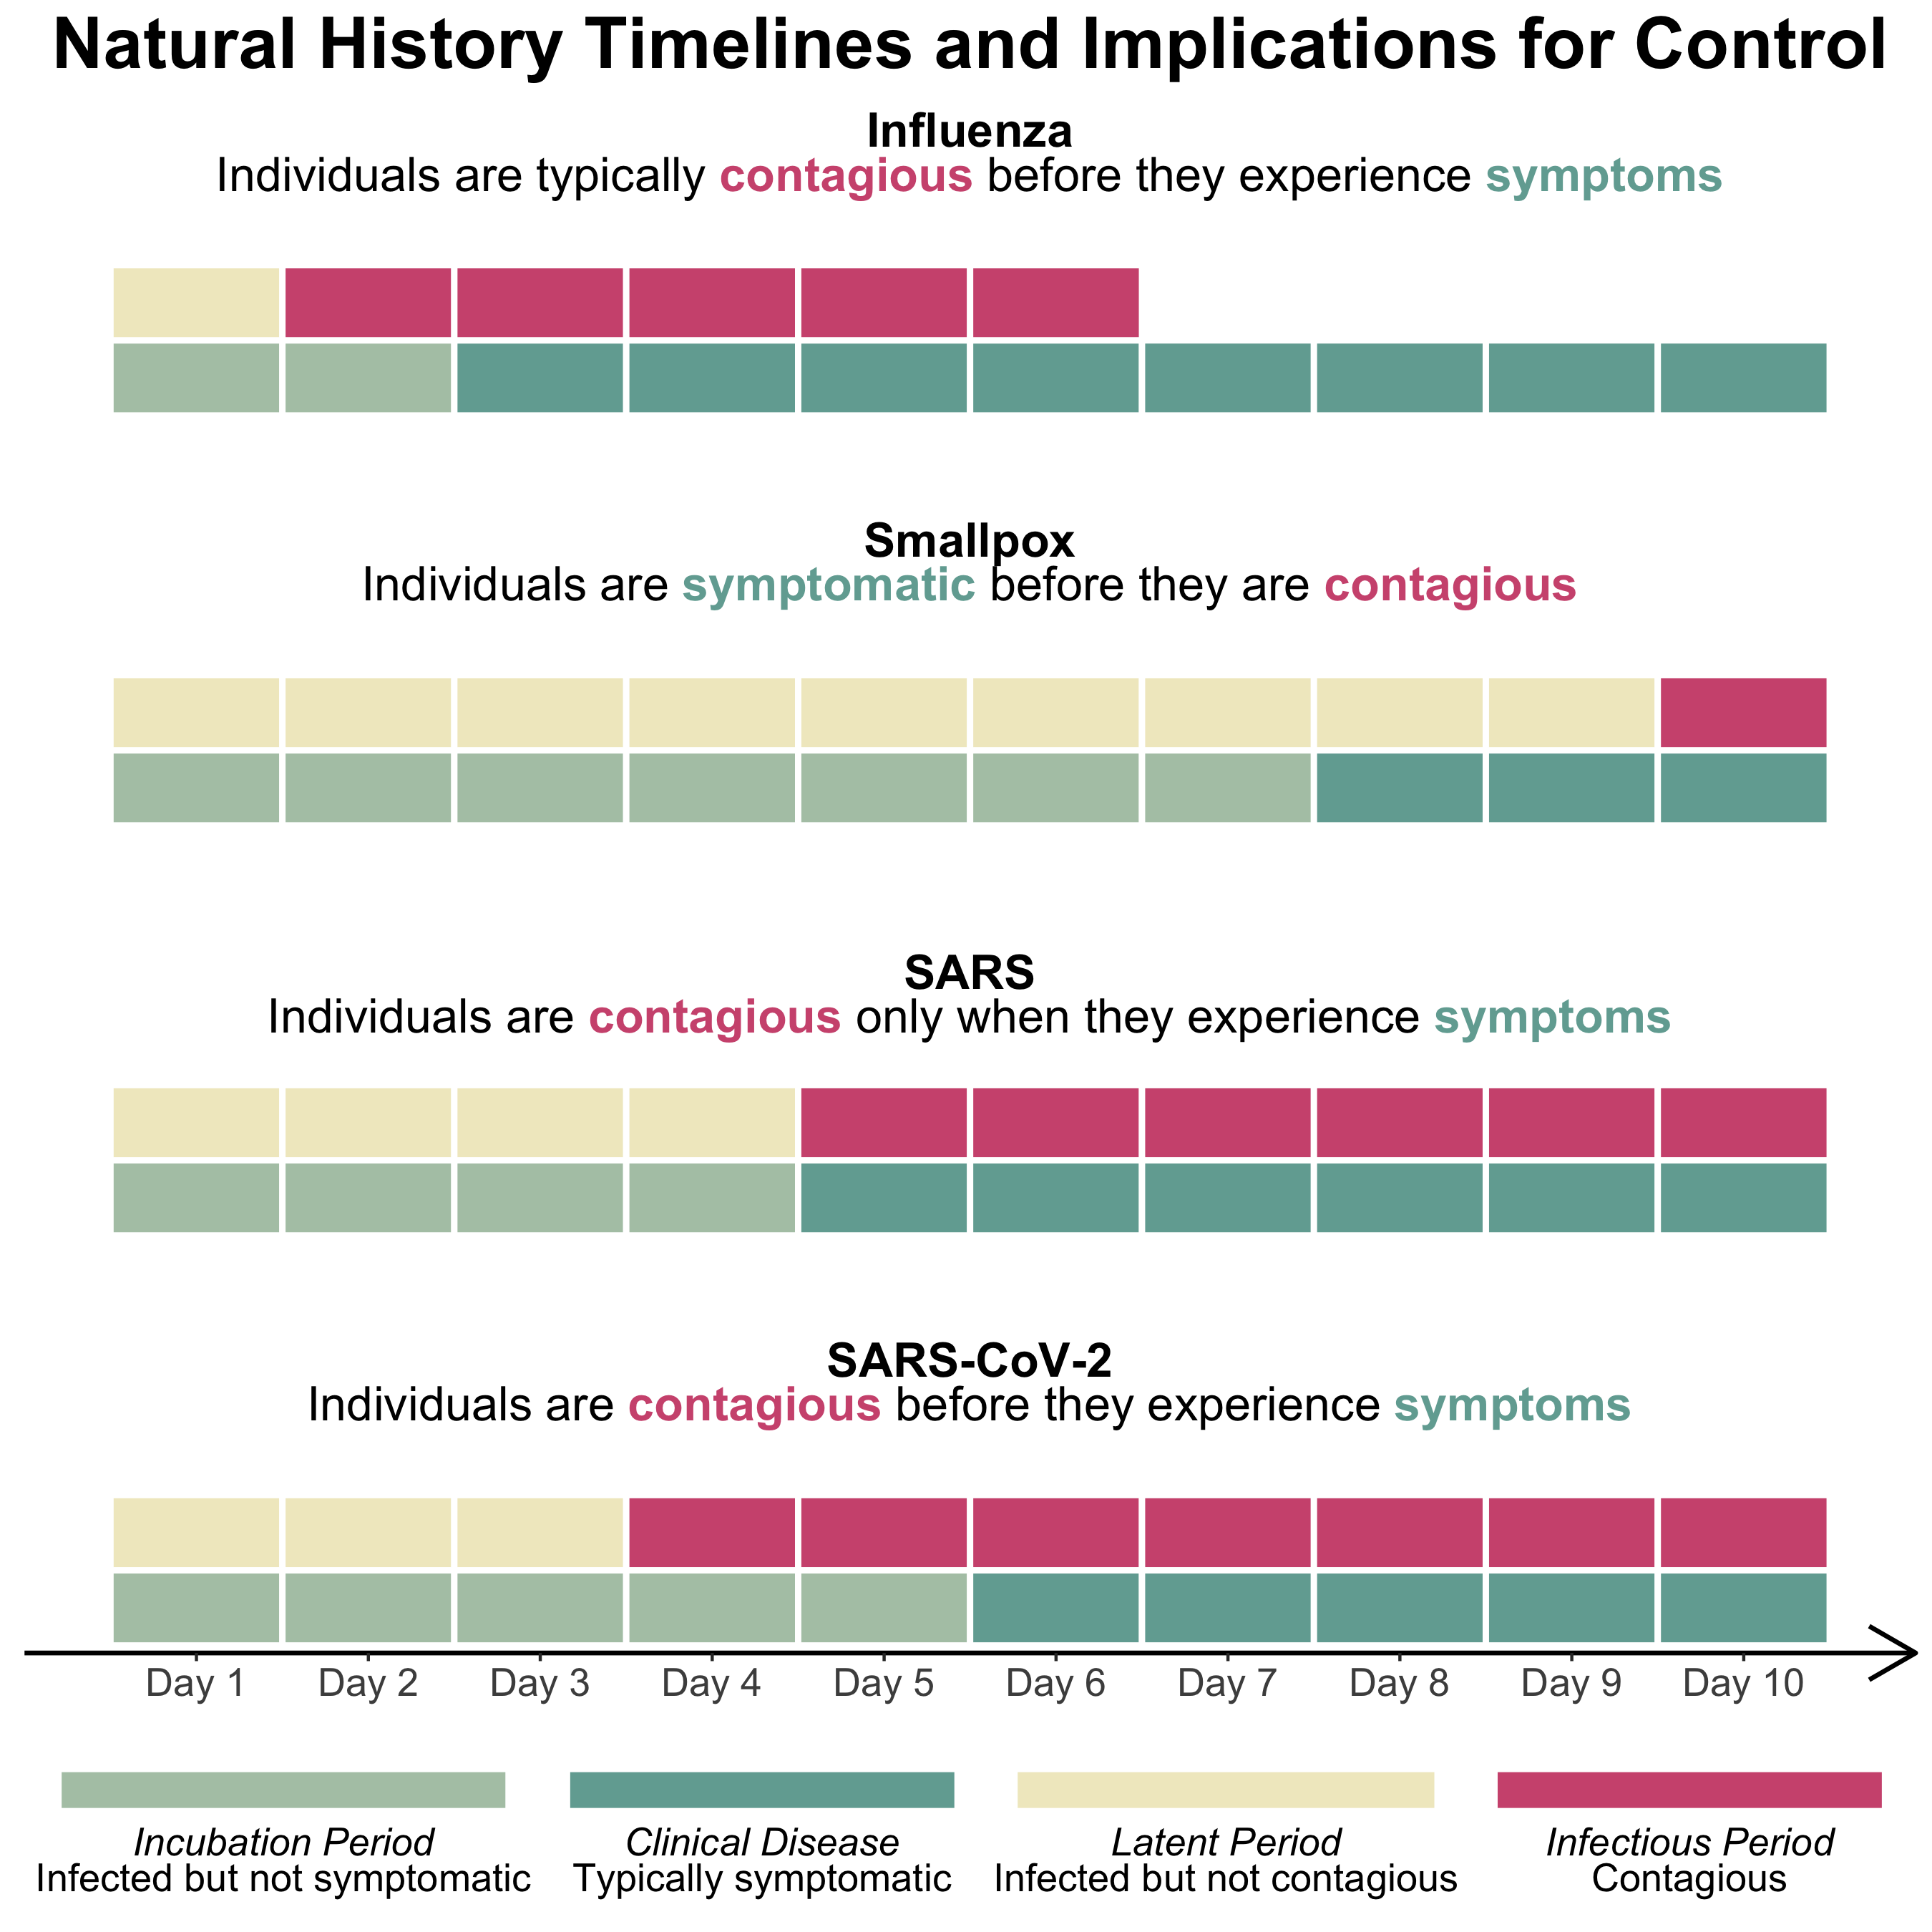 Natural History Timelines and Implications for Control
Influenza
Individuals are typically contagious before they experience symptoms
Smallpox
Individuals are symptomatic before they are contagious
SARS
Individuals are contagious only when they experience symptoms
SARS-CoV-2
Individuals are contagious before they experience symptoms
Day 1 Day 2 Day 3 Day 4 Day 5 Day 6 Day 7 Day 8 Day 9 Day 10
Incubation Period Clinical Disease Latent Period Infectious Period
Infected but not symptomatic Typically symptomatic Infected but not contagious Contagious